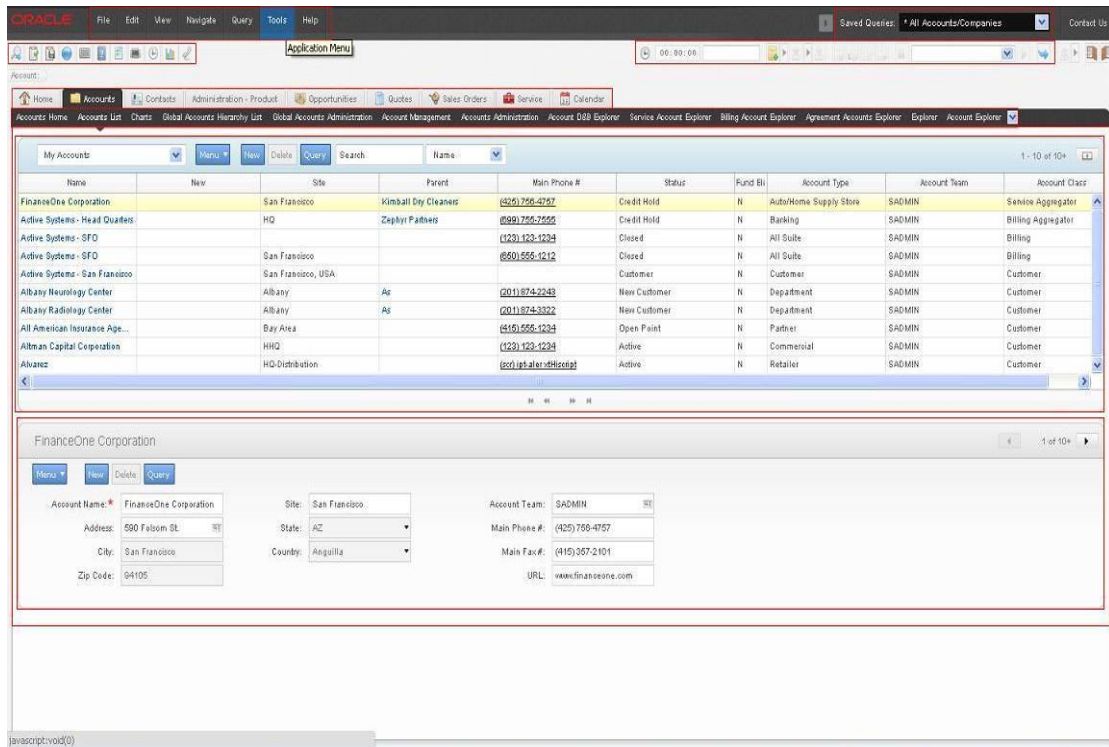 ORACLE File Edit View Navigate Query Tools Help Saved Queries: * All Accounts/Companies Contact Us
Application Menu
00:00:00
Account:
Home Accounts Contacts Administration - Product Opportunities Quotes Sales Orders Service Calendar
Accounts Home Accounts List Charts Global Accounts Hierarchy List Global Accounts Administration Account Management Accounts Administration Account D&B Explorer Service Account Explorer Billing Account Explorer Agreement Accounts Explorer Explorer Account Explorer
My Accounts Menu New Delete Query Search Name 1 - 10 of 10+
Name New Site Parent Main Phone # Status Fund Eli Account Type Account Team Account Class
FinanceOne Corporation San Francisco Kimball Dry Cleaners (425) 756-4757 Credit Hold N Auto/Home Supply Store SADMIN Service Aggregator
Active Systems - Head Quaters HQ Zephyr Partners (699) 755-7555 Credit Hold N Banking SADMIN Billing Aggregator
Active Systems - SFO (123) 123-1234 Closed N All Suite SADMIN Billing
Active Systems - SFO San Francisco (650) 555-1212 Closed N All Suite SADMIN Billing
Active Systems - San Francisco San Francisco, USA Customer N Customer SADMIN Customer
Albany Neurology Center Albany As (201) 874-2243 New Customer N Department SADMIN Customer
Albany Radiology Center Albany As (201) 874-3322 New Customer N Department SADMIN Customer
All American Insurance Age... Bay Area (415) 555-1234 Open Point N Partner SADMIN Customer
Altman Capital Corporation HHQ (123) 123-1234 Active N Commercial SADMIN Customer
Alvarez HQ-Distribution Active N Retailer SADMIN Customer
FinanceOne Corporation 1 of 10+
Menu New Delete Query
Account Name:* FinanceOne Corporation Site: San Francisco Account Team: SADMIN
Address: 590 Folsom St. State: AZ Main Phone #: (425) 756-4757
City: San Francisco Country: Anguilla Main Fax #: (415) 357-2101
Zip Code: 94105 URL: www.financeone.com
javascript:void(0)